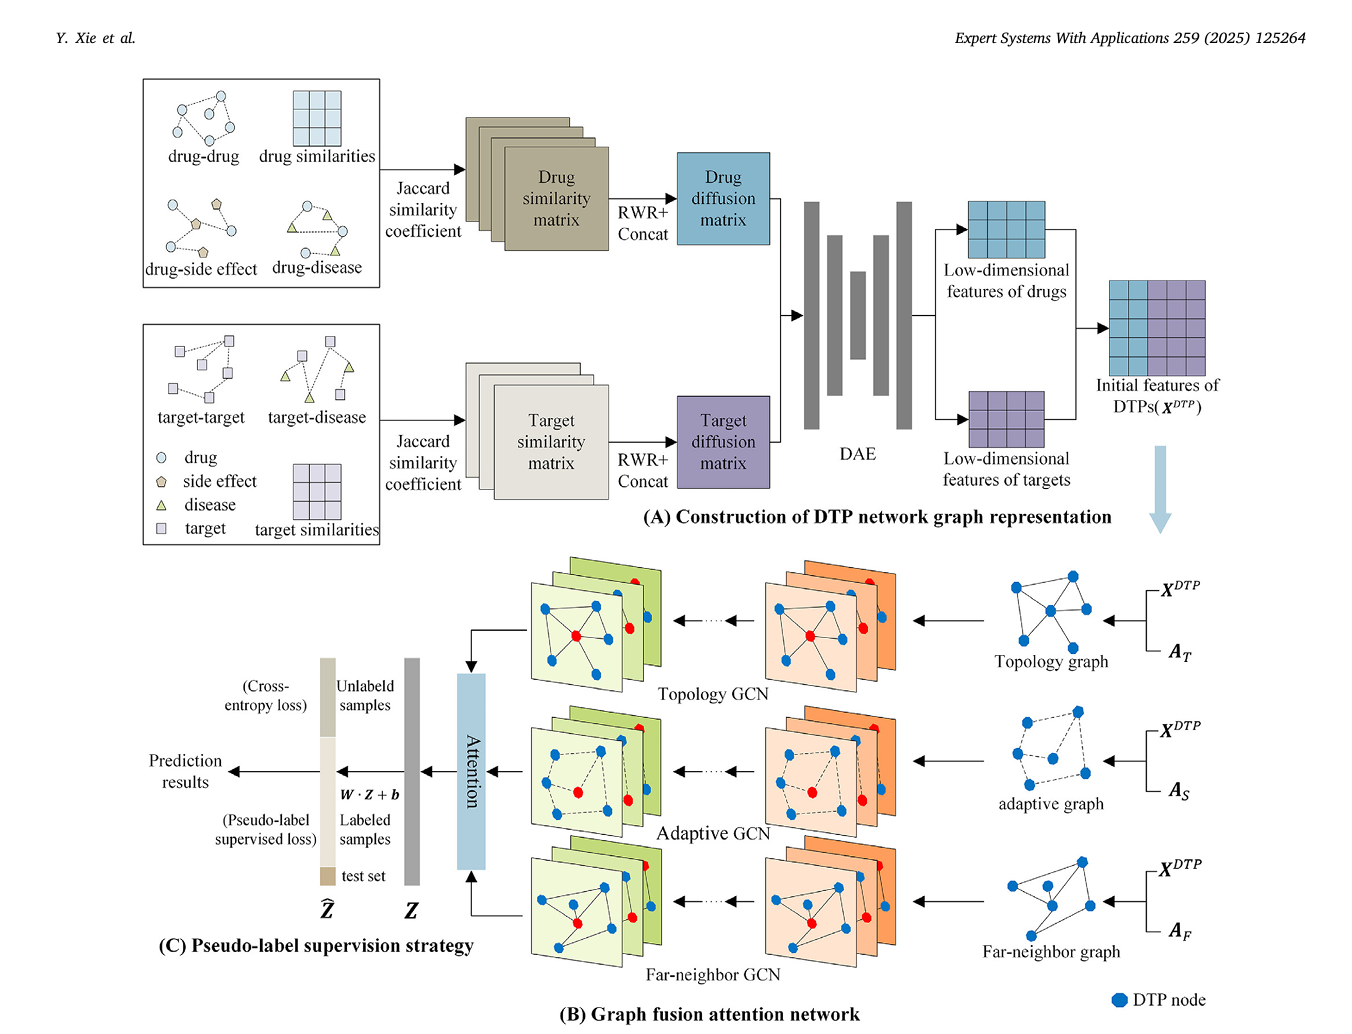 Y. Xie et al.
Expert Systems With Applications 259 (2025) 125264
drug-drug
drug similarities
drug-side effect
drug-disease
Jaccard
similarity
coefficient
Drug
similarity
matrix
RWR+
Concat
Drug
diffusion
matrix
target-target
target-disease
drug
side effect
disease
target
target similarities
Jaccard
similarity
coefficient
Target
similarity
matrix
RWR+
Concat
Target
diffusion
matrix
DAE
Low-dimensional
features of drugs
Low-dimensional
features of targets
Initial features of
DTPs(X^{DTP})
(A) Construction of DTP network graph representation
X^{DTP}
A_T
Topology graph
Topology GCN
X^{DTP}
A_S
adaptive graph
Adaptive GCN
X^{DTP}
A_F
Far-neighbor graph
Far-neighbor GCN
DTP node
(B) Graph fusion attention network
Attention
(Cross-
entropy loss)
Unlabeld
samples
Prediction
results
W · Z + b
(Pseudo-label
supervised loss)
Labeled
samples
test set
Ẑ
Z
(C) Pseudo-label supervision strategy